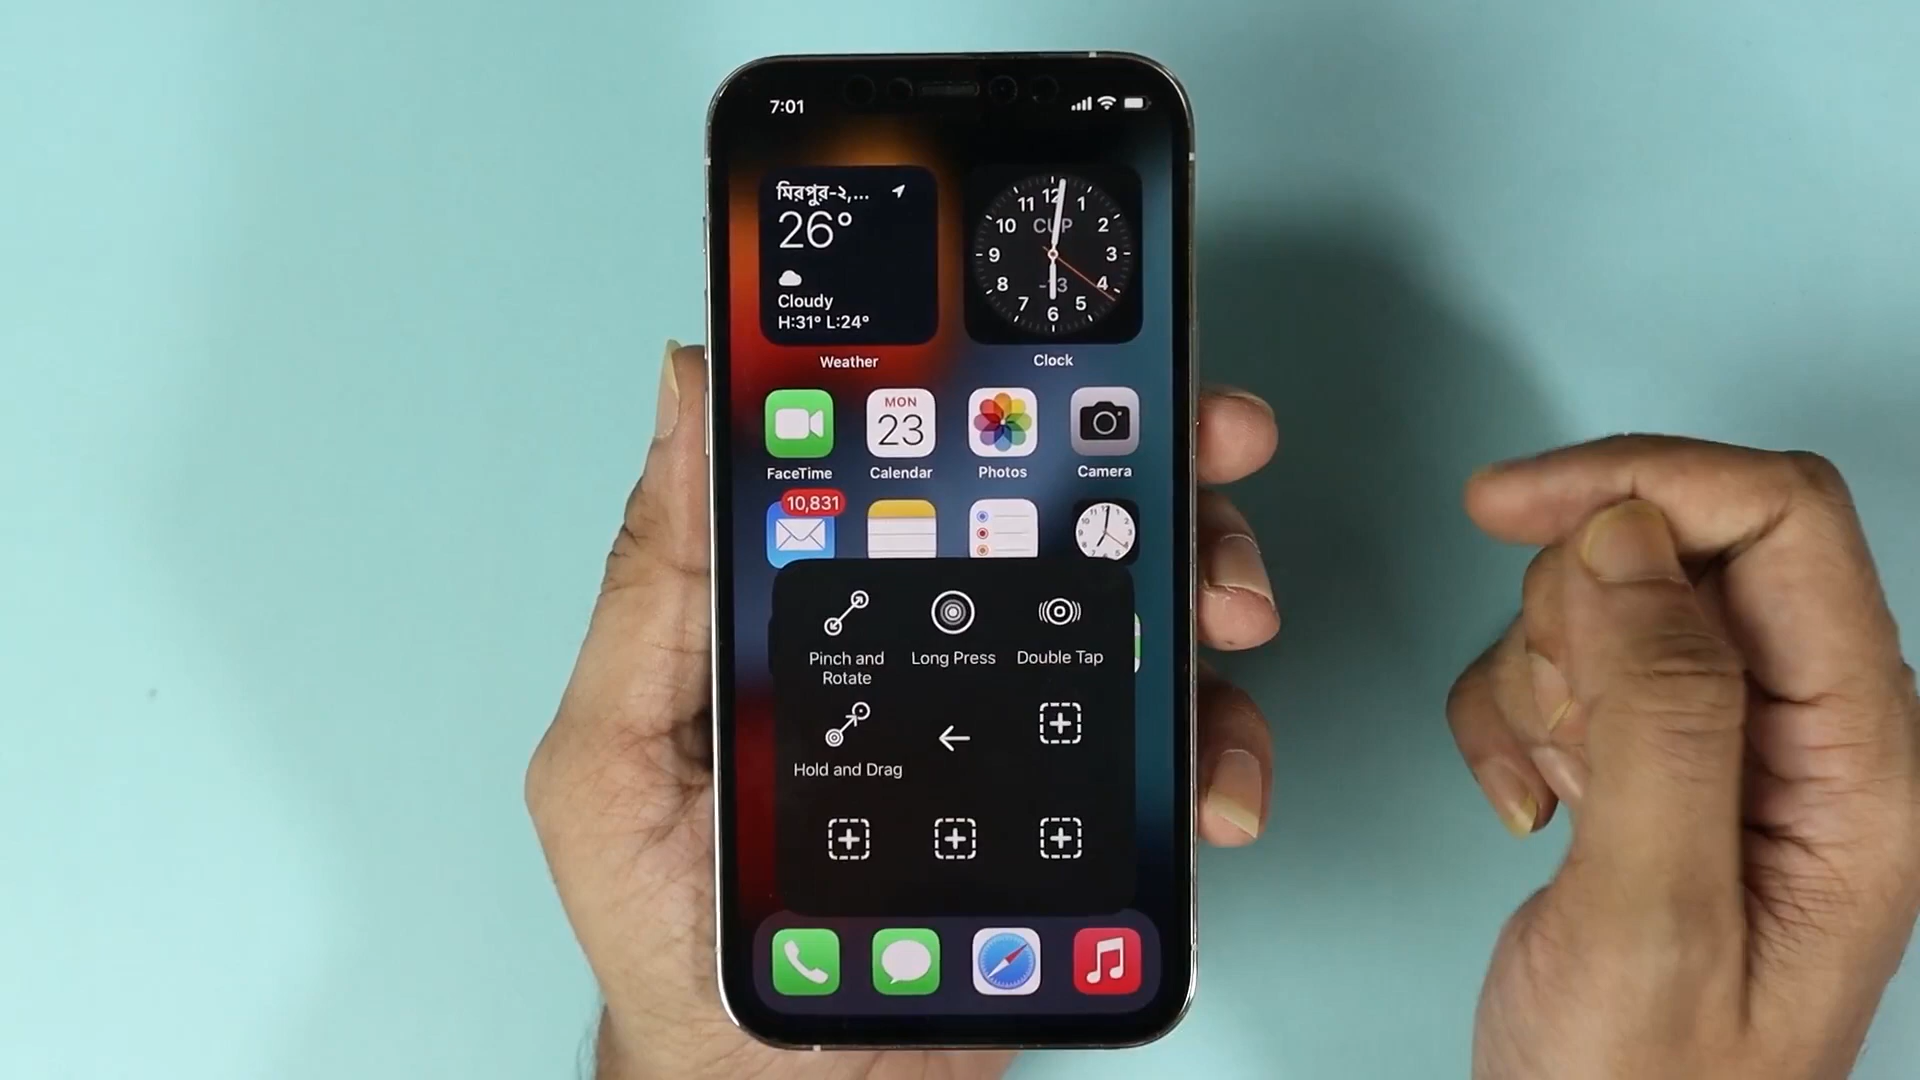 7:01
মিরপুর-২,...
26°
Cloudy
H:31° L:24°
Weather
11 12 1
10 CUP 2
9 3
8 -13 4
7 6 5
Clock
FaceTime
MON
23
Calendar
Photos
Camera
10,831
Pinch and
Rotate
Long Press
Double Tap
Hold and Drag